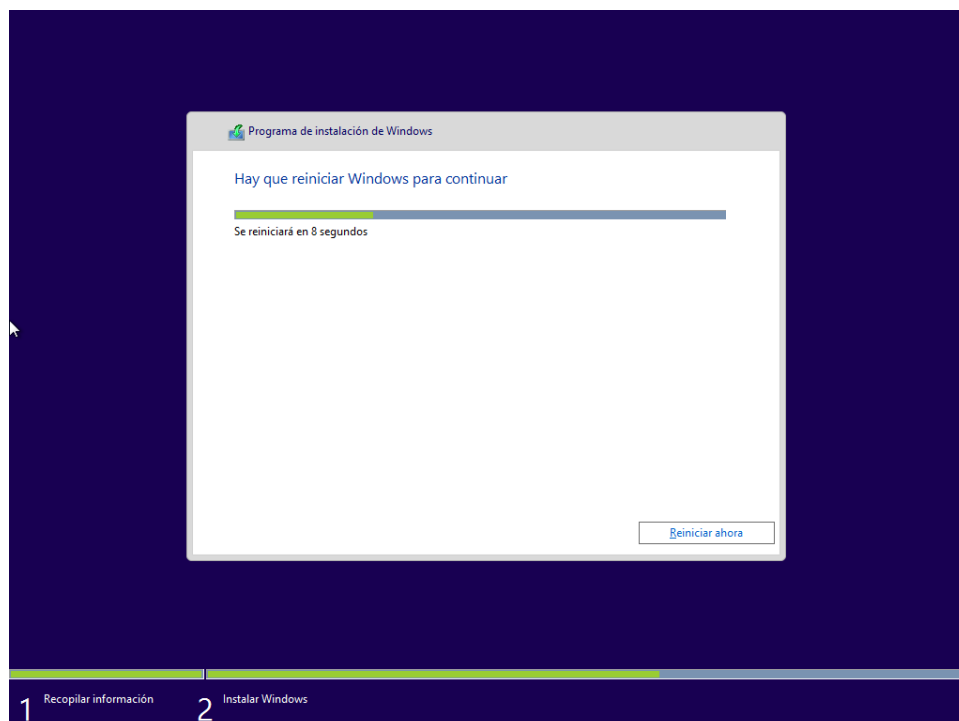 Programa de instalación de Windows
Hay que reiniciar Windows para continuar
Se reiniciará en 8 segundos
Reiniciar ahora
1 Recopilar información
2 Instalar Windows